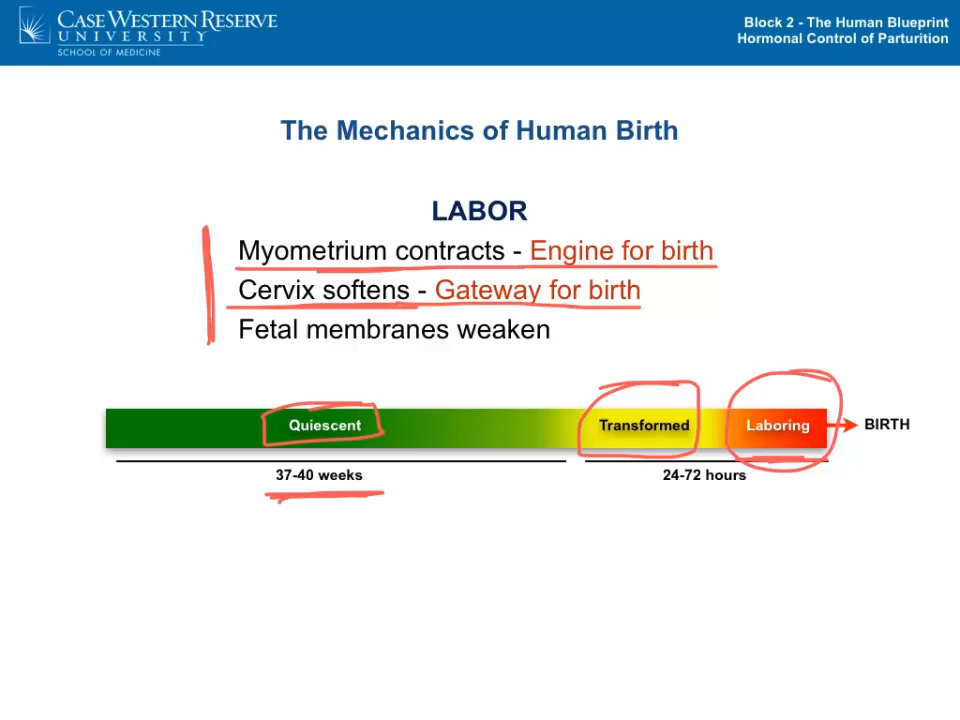 CASE WESTERN RESERVE
UNIVERSITY
SCHOOL OF MEDICINE
Block 2 - The Human Blueprint
Hormonal Control of Parturition
The Mechanics of Human Birth
LABOR
Myometrium contracts - Engine for birth
Cervix softens - Gateway for birth
Fetal membranes weaken
Quiescent Transformed Laboring BIRTH
37-40 weeks 24-72 hours